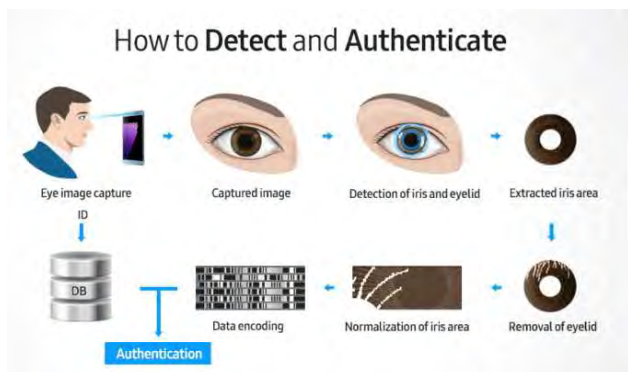 How to Detect and Authenticate
Eye image capture
Captured image
Detection of iris and eyelid
Extracted iris area
ID
DB
Data encoding
Normalization of iris area
Removal of eyelid
Authentication